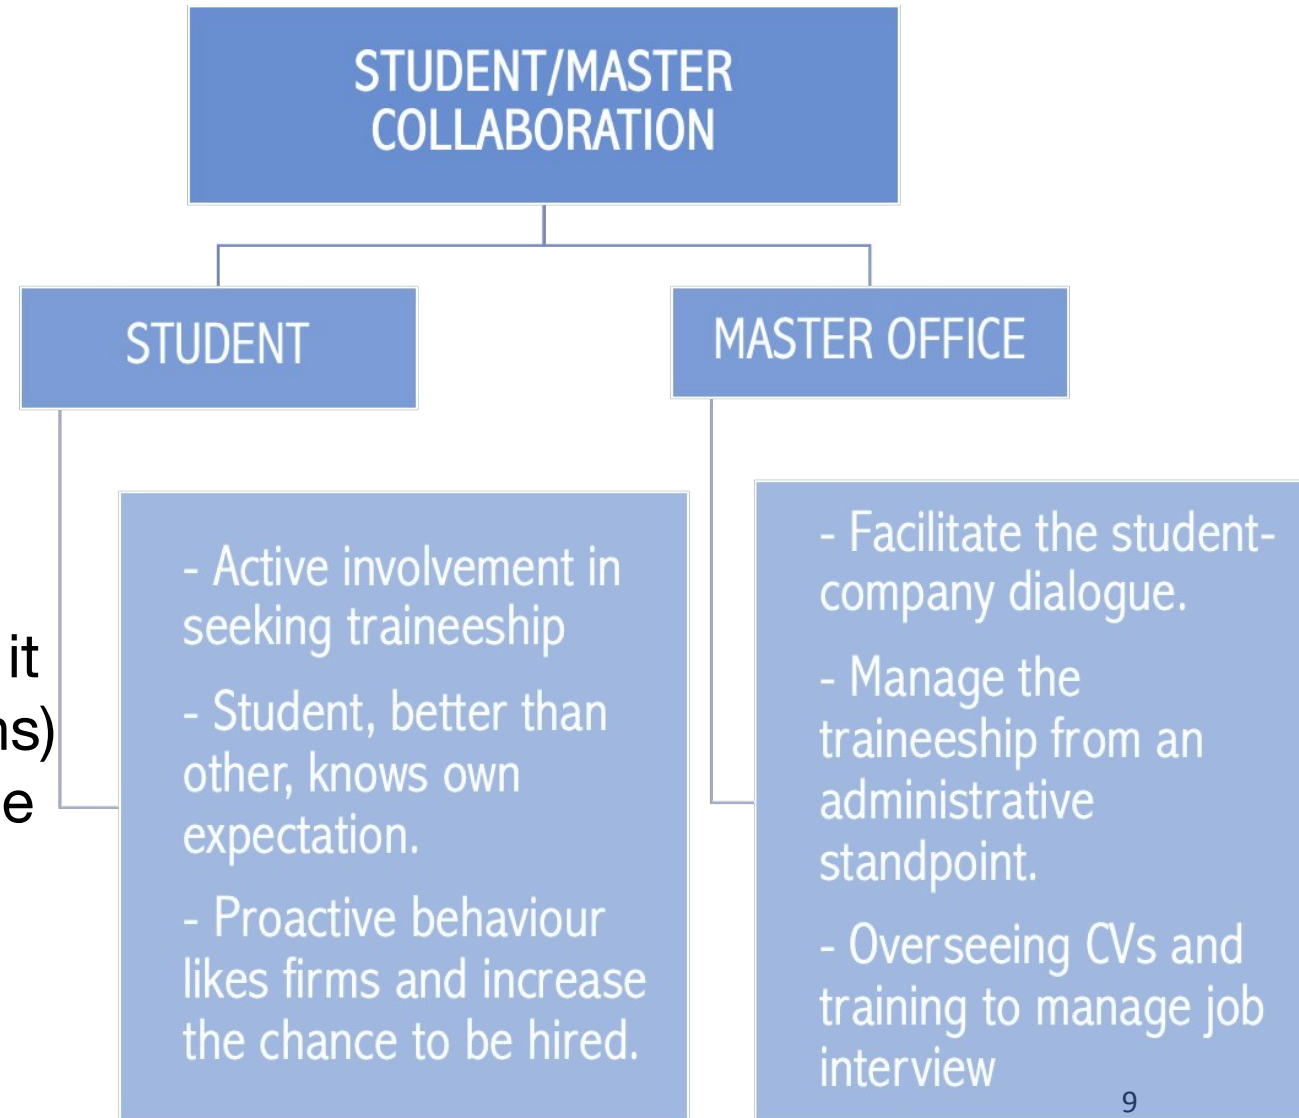 STUDENT/MASTER
COLLABORATION
STUDENT
MASTER OFFICE
it
ns)
e
- Active involvement in
seeking traineeship
- Student, better than
other, knows own
expectation.
- Proactive behaviour
likes firms and increase
the chance to be hired.
- Facilitate the student-
company dialogue.
- Manage the
traineeship from an
administrative
standpoint.
- Overseeing CVs and
training to manage job
interview
9